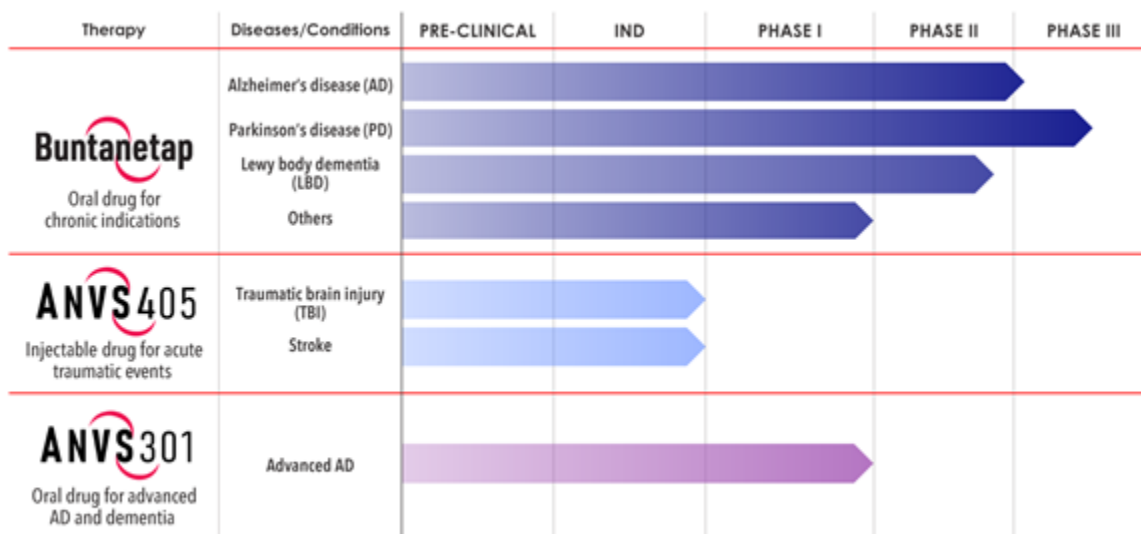 Therapy
Diseases/Conditions
PRE-CLINICAL
IND
PHASE I
PHASE II
PHASE III
Buntanetap
Oral drug for
chronic indications
Alzheimer's disease (AD)
Parkinson's disease (PD)
Lewy body dementia
(LBD)
Others
ANVS405
Injectable drug for acute
traumatic events
Traumatic brain injury
(TBI)
Stroke
ANVS301
Oral drug for advanced
AD and dementia
Advanced AD